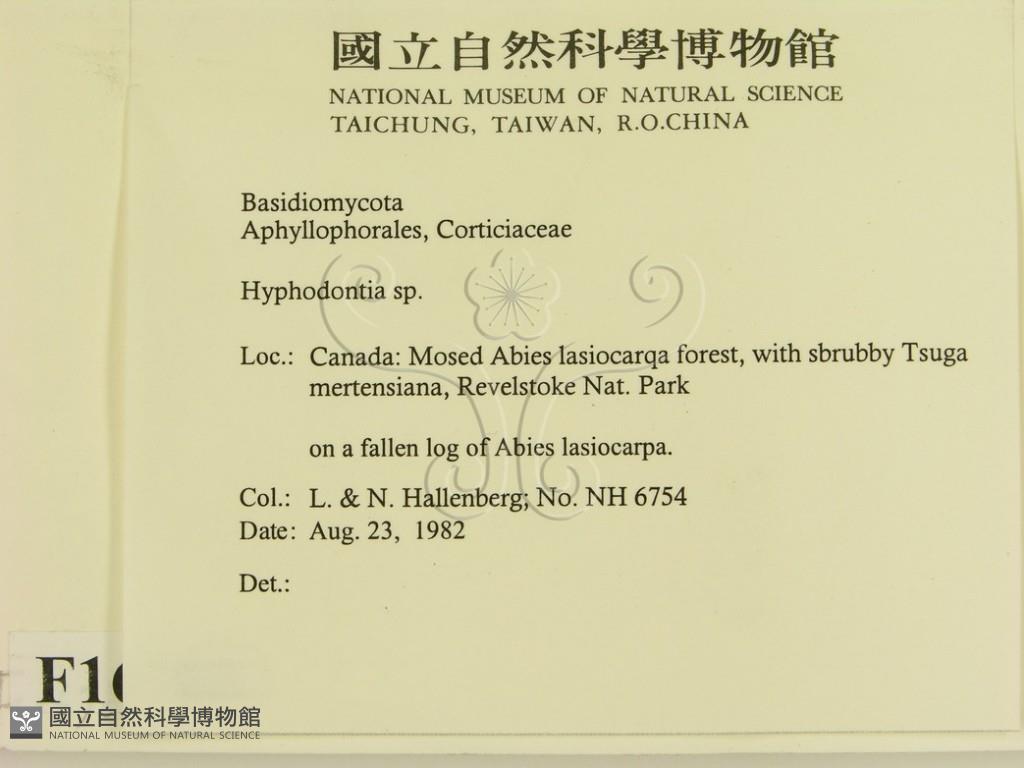 國立自然科學博物館
NATIONAL MUSEUM OF NATURAL SCIENCE
TAICHUNG, TAIWAN, R.O.CHINA
Basidiomycota
Aphyllophorales, Corticiaceae
Hyphodontia sp.
Loc.: Canada: Mosed Abies lasiocarqa forest, with sbrubby Tsuga
mertensiana, Revelstoke Nat. Park
on a fallen log of Abies lasiocarpa.
Col.: L. & N. Hallenberg; No. NH 6754
Date: Aug. 23, 1982
Det.:
國立自然科學博物館
NATIONAL MUSEUM OF NATURAL SCIENCE